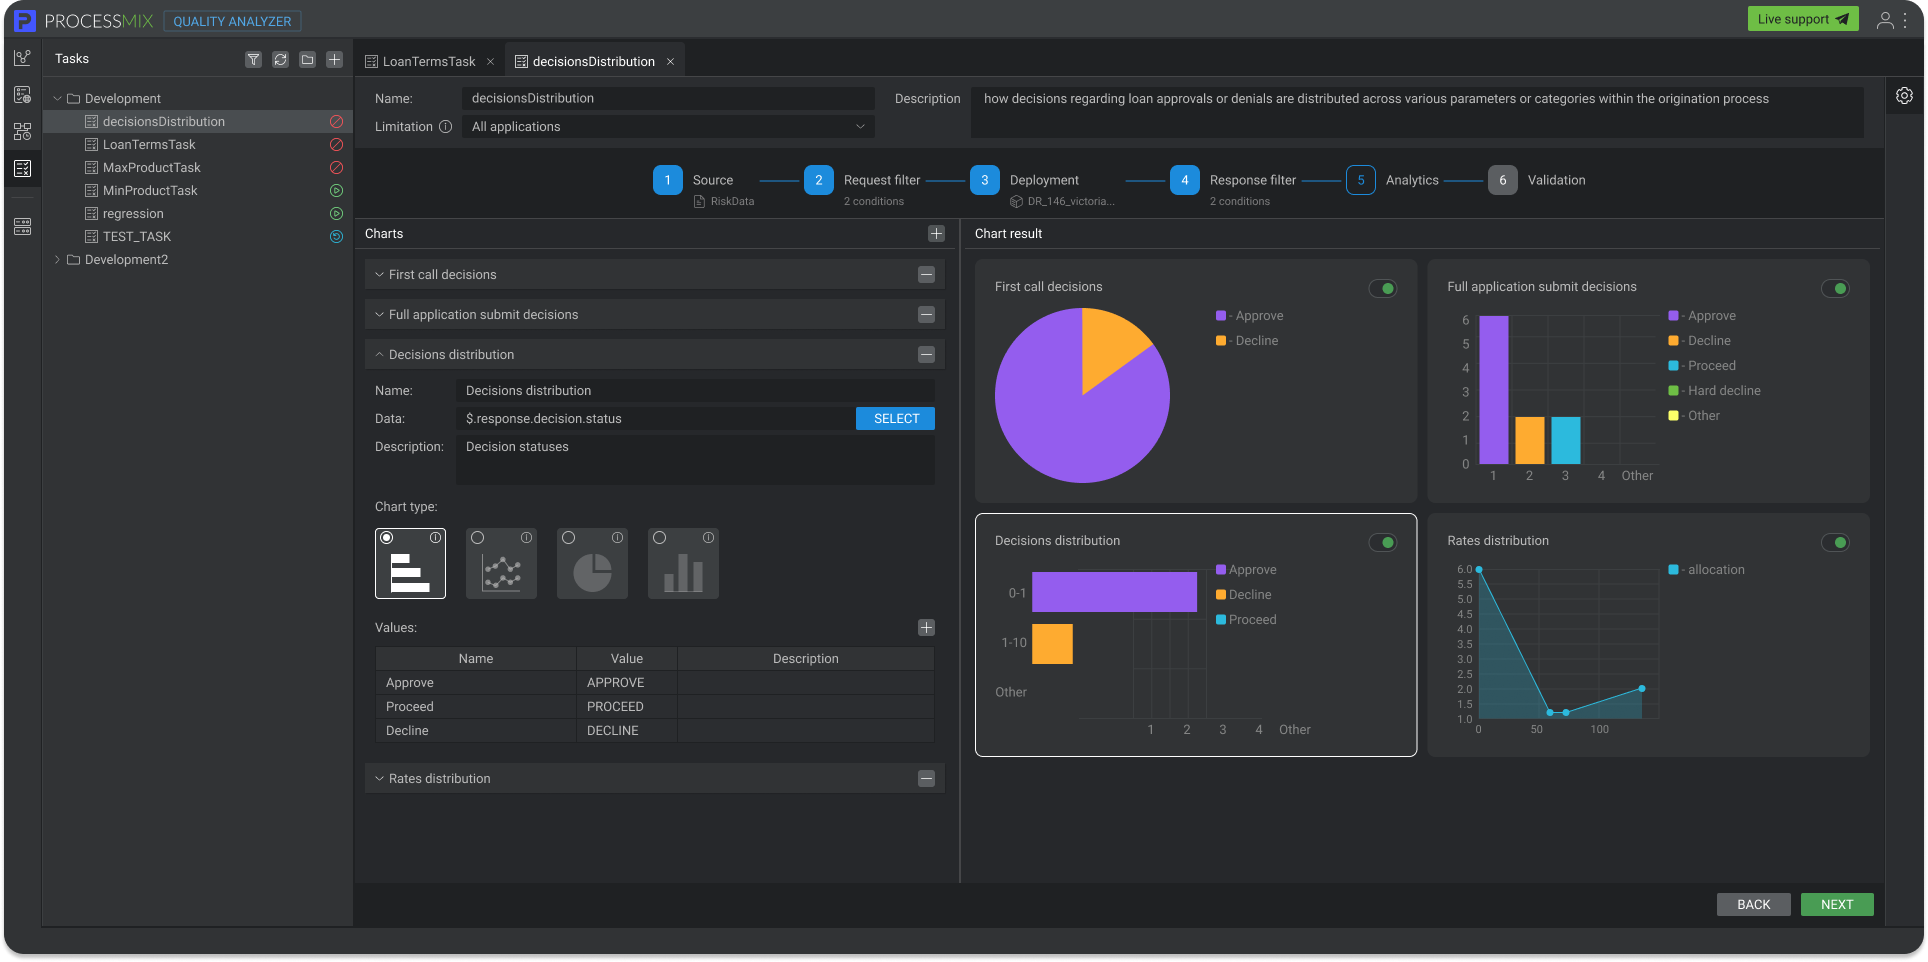 PROCESSMIX QUALITY ANALYZER
Live support
Tasks
Development
decisionsDistribution
LoanTermsTask
MaxProductTask
MinProductTask
regression
TEST_TASK
Development2
LoanTermsTask
decisionsDistribution
Name: decisionsDistribution
Limitation All applications
Description how decisions regarding loan approvals or denials are distributed across various parameters or categories within the origination process
1 Source
RiskData
2 Request filter
2 conditions
3 Deployment
DR_146_victoria...
4 Response filter
2 conditions
5 Analytics
6 Validation
Charts
First call decisions
Full application submit decisions
Decisions distribution
Name: Decisions distribution
Data: $.response.decision.status SELECT
Description: Decision statuses
Chart type:
Values:
Name Value Description
Approve APPROVE
Proceed PROCEED
Decline DECLINE
Rates distribution
Chart result
First call decisions
- Approve
- Decline
Full application submit decisions
6
5
4
3
2
1
0
1 2 3 4 Other
- Approve
- Decline
- Proceed
- Hard decline
- Other
Decisions distribution
0-1
1-10
Other
1 2 3 4 Other
Approve
Decline
Proceed
Rates distribution
6.0
5.5
5.0
4.5
4.0
3.5
3.0
2.5
2.0
1.5
1.0
0 50 100
- allocation
BACK NEXT